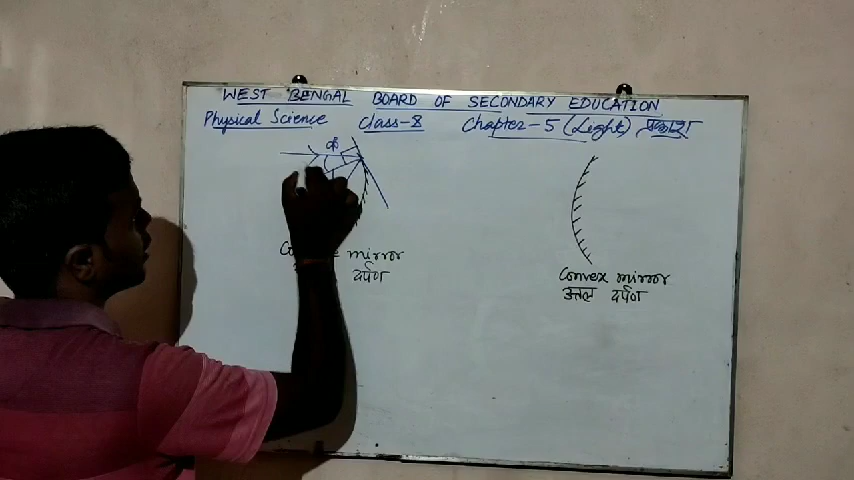 WEST BENGAL BOARD OF SECONDARY EDUCATION
Physical Science Class-8 Chapter-5 (Light), प्रकाश
mirror
दर्पण
Convex mirror
उत्तल दर्पण